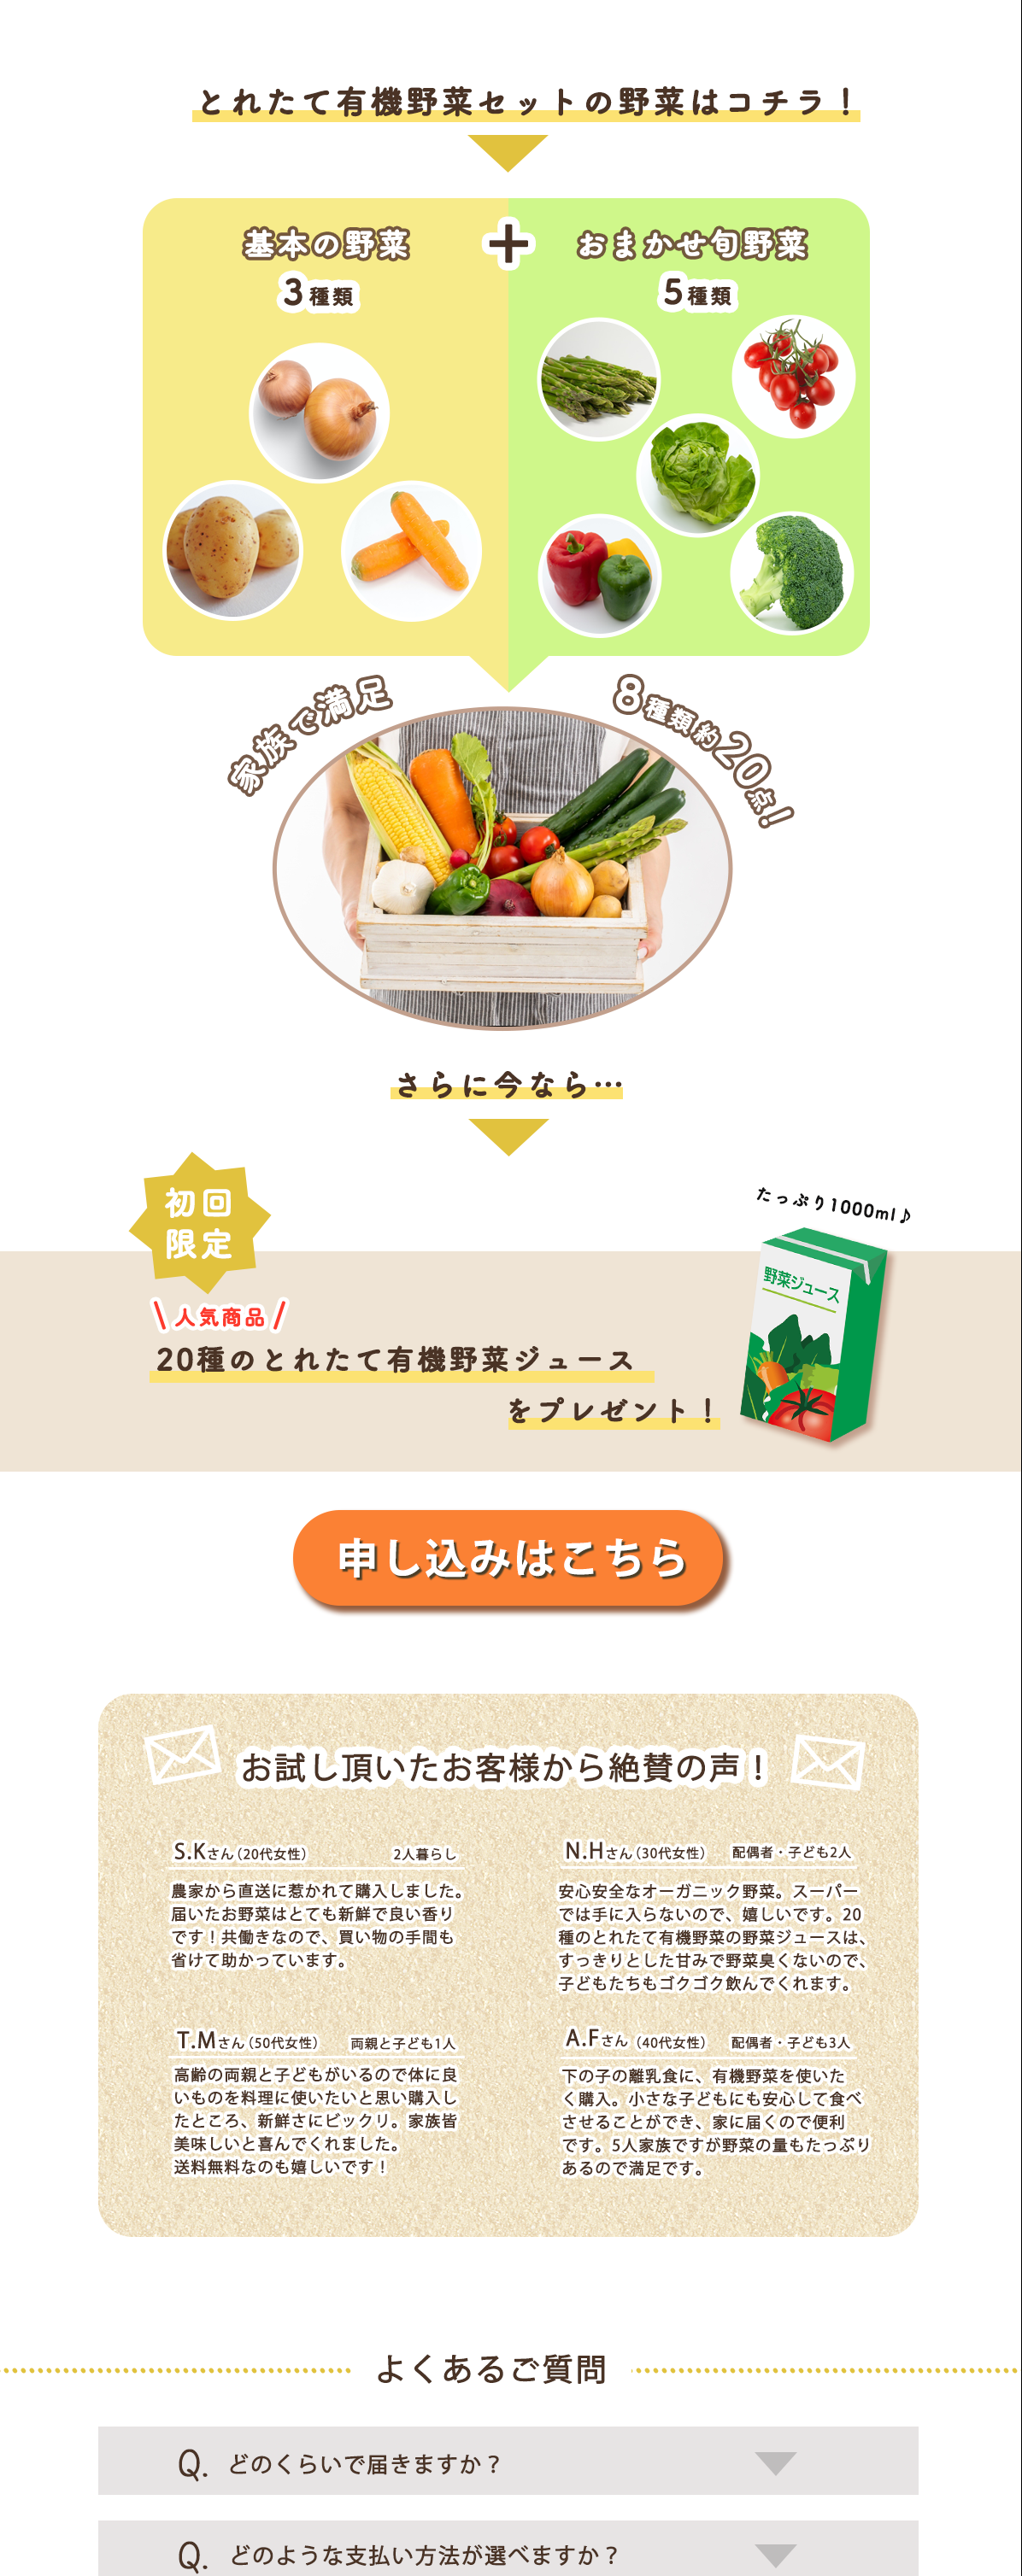 とれたて有機野菜セットの野菜はコチラ！
基本の野菜
3種類
＋
おまかせ旬野菜
5種類
家族で満足
8種類約20点！
さらに今なら…
初回
限定
\人気商品/
20種のとれたて有機野菜ジュース
をプレゼント！
たっぷり1000ml♪
野菜ジュース
申し込みはこちら
お試し頂いたお客様から絶賛の声！
S.Kさん（20代女性） 2人暮らし
農家から直送に惹かれて購入しました。
届いたお野菜はとても新鮮で良い香り
です！共働きなので、買い物の手間も
省けて助かっています。
N.Hさん（30代女性） 配偶者・子ども2人
安心安全なオーガニック野菜。スーパー
では手に入らないので、嬉しいです。20
種のとれたて有機野菜の野菜ジュースは、
すっきりとした甘みで野菜臭くないので、
子どもたちもゴクゴク飲んでくれます。
T.Mさん（50代女性） 両親と子ども1人
高齢の両親と子どもがいるので体に良
いものを料理に使いたいと思い購入し
たところ、新鮮さにビックリ。家族皆
美味しいと喜んでくれました。
送料無料なのも嬉しいです！
A.Fさん（40代女性） 配偶者・子ども3人
下の子の離乳食に、有機野菜を使いた
く購入。小さな子どもにも安心して食べ
させることができ、家に届くので便利
です。5人家族ですが野菜の量もたっぷり
あるので満足です。
よくあるご質問
Q. どのくらいで届きますか？
Q. どのような支払い方法が選べますか？